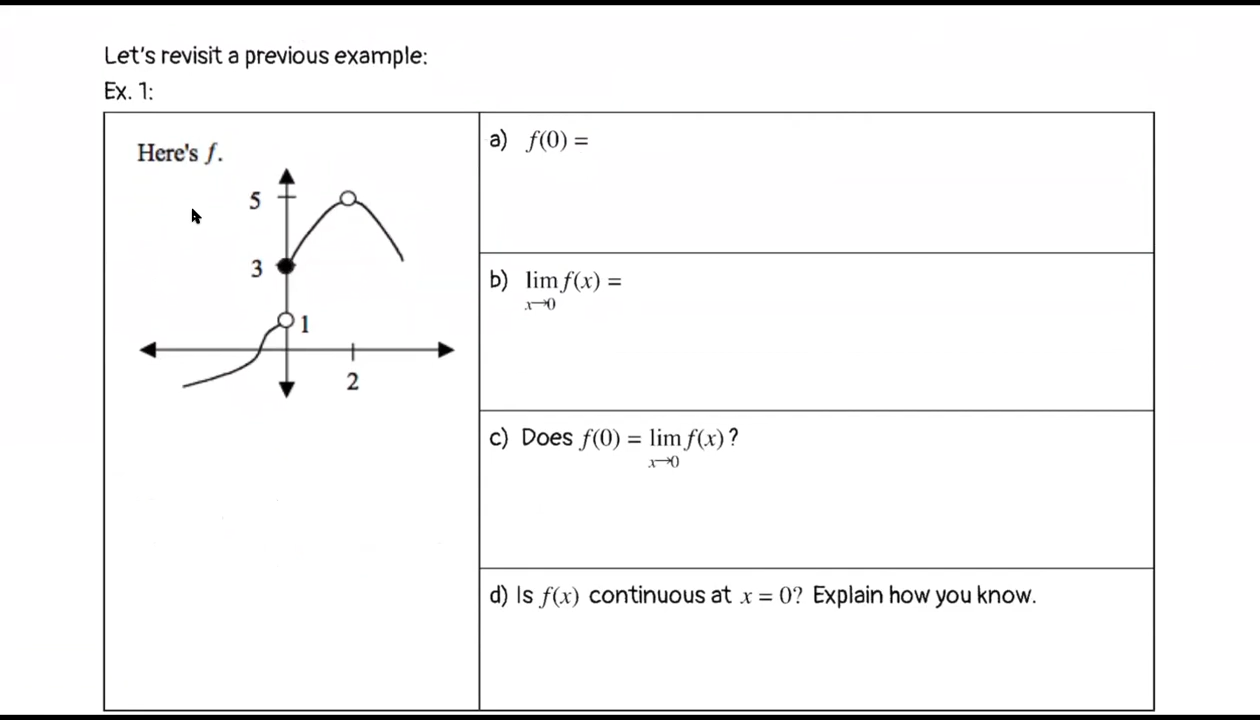 Let's revisit a previous example:
Ex. 1:
Here's f.
5
3
1
2
a) f(0) =
b) lim f(x) =
x→0
c) Does f(0) = lim f(x)?
x→0
d) Is f(x) continuous at x = 0? Explain how you know.